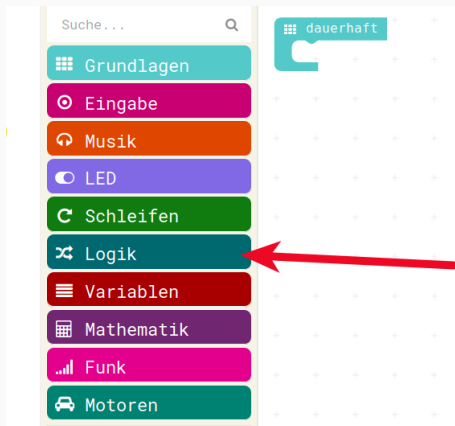 Suche...
dauerhaft
Grundlagen
Eingabe
Musik
LED
Schleifen
Logik
Variablen
Mathematik
Funk
Motoren